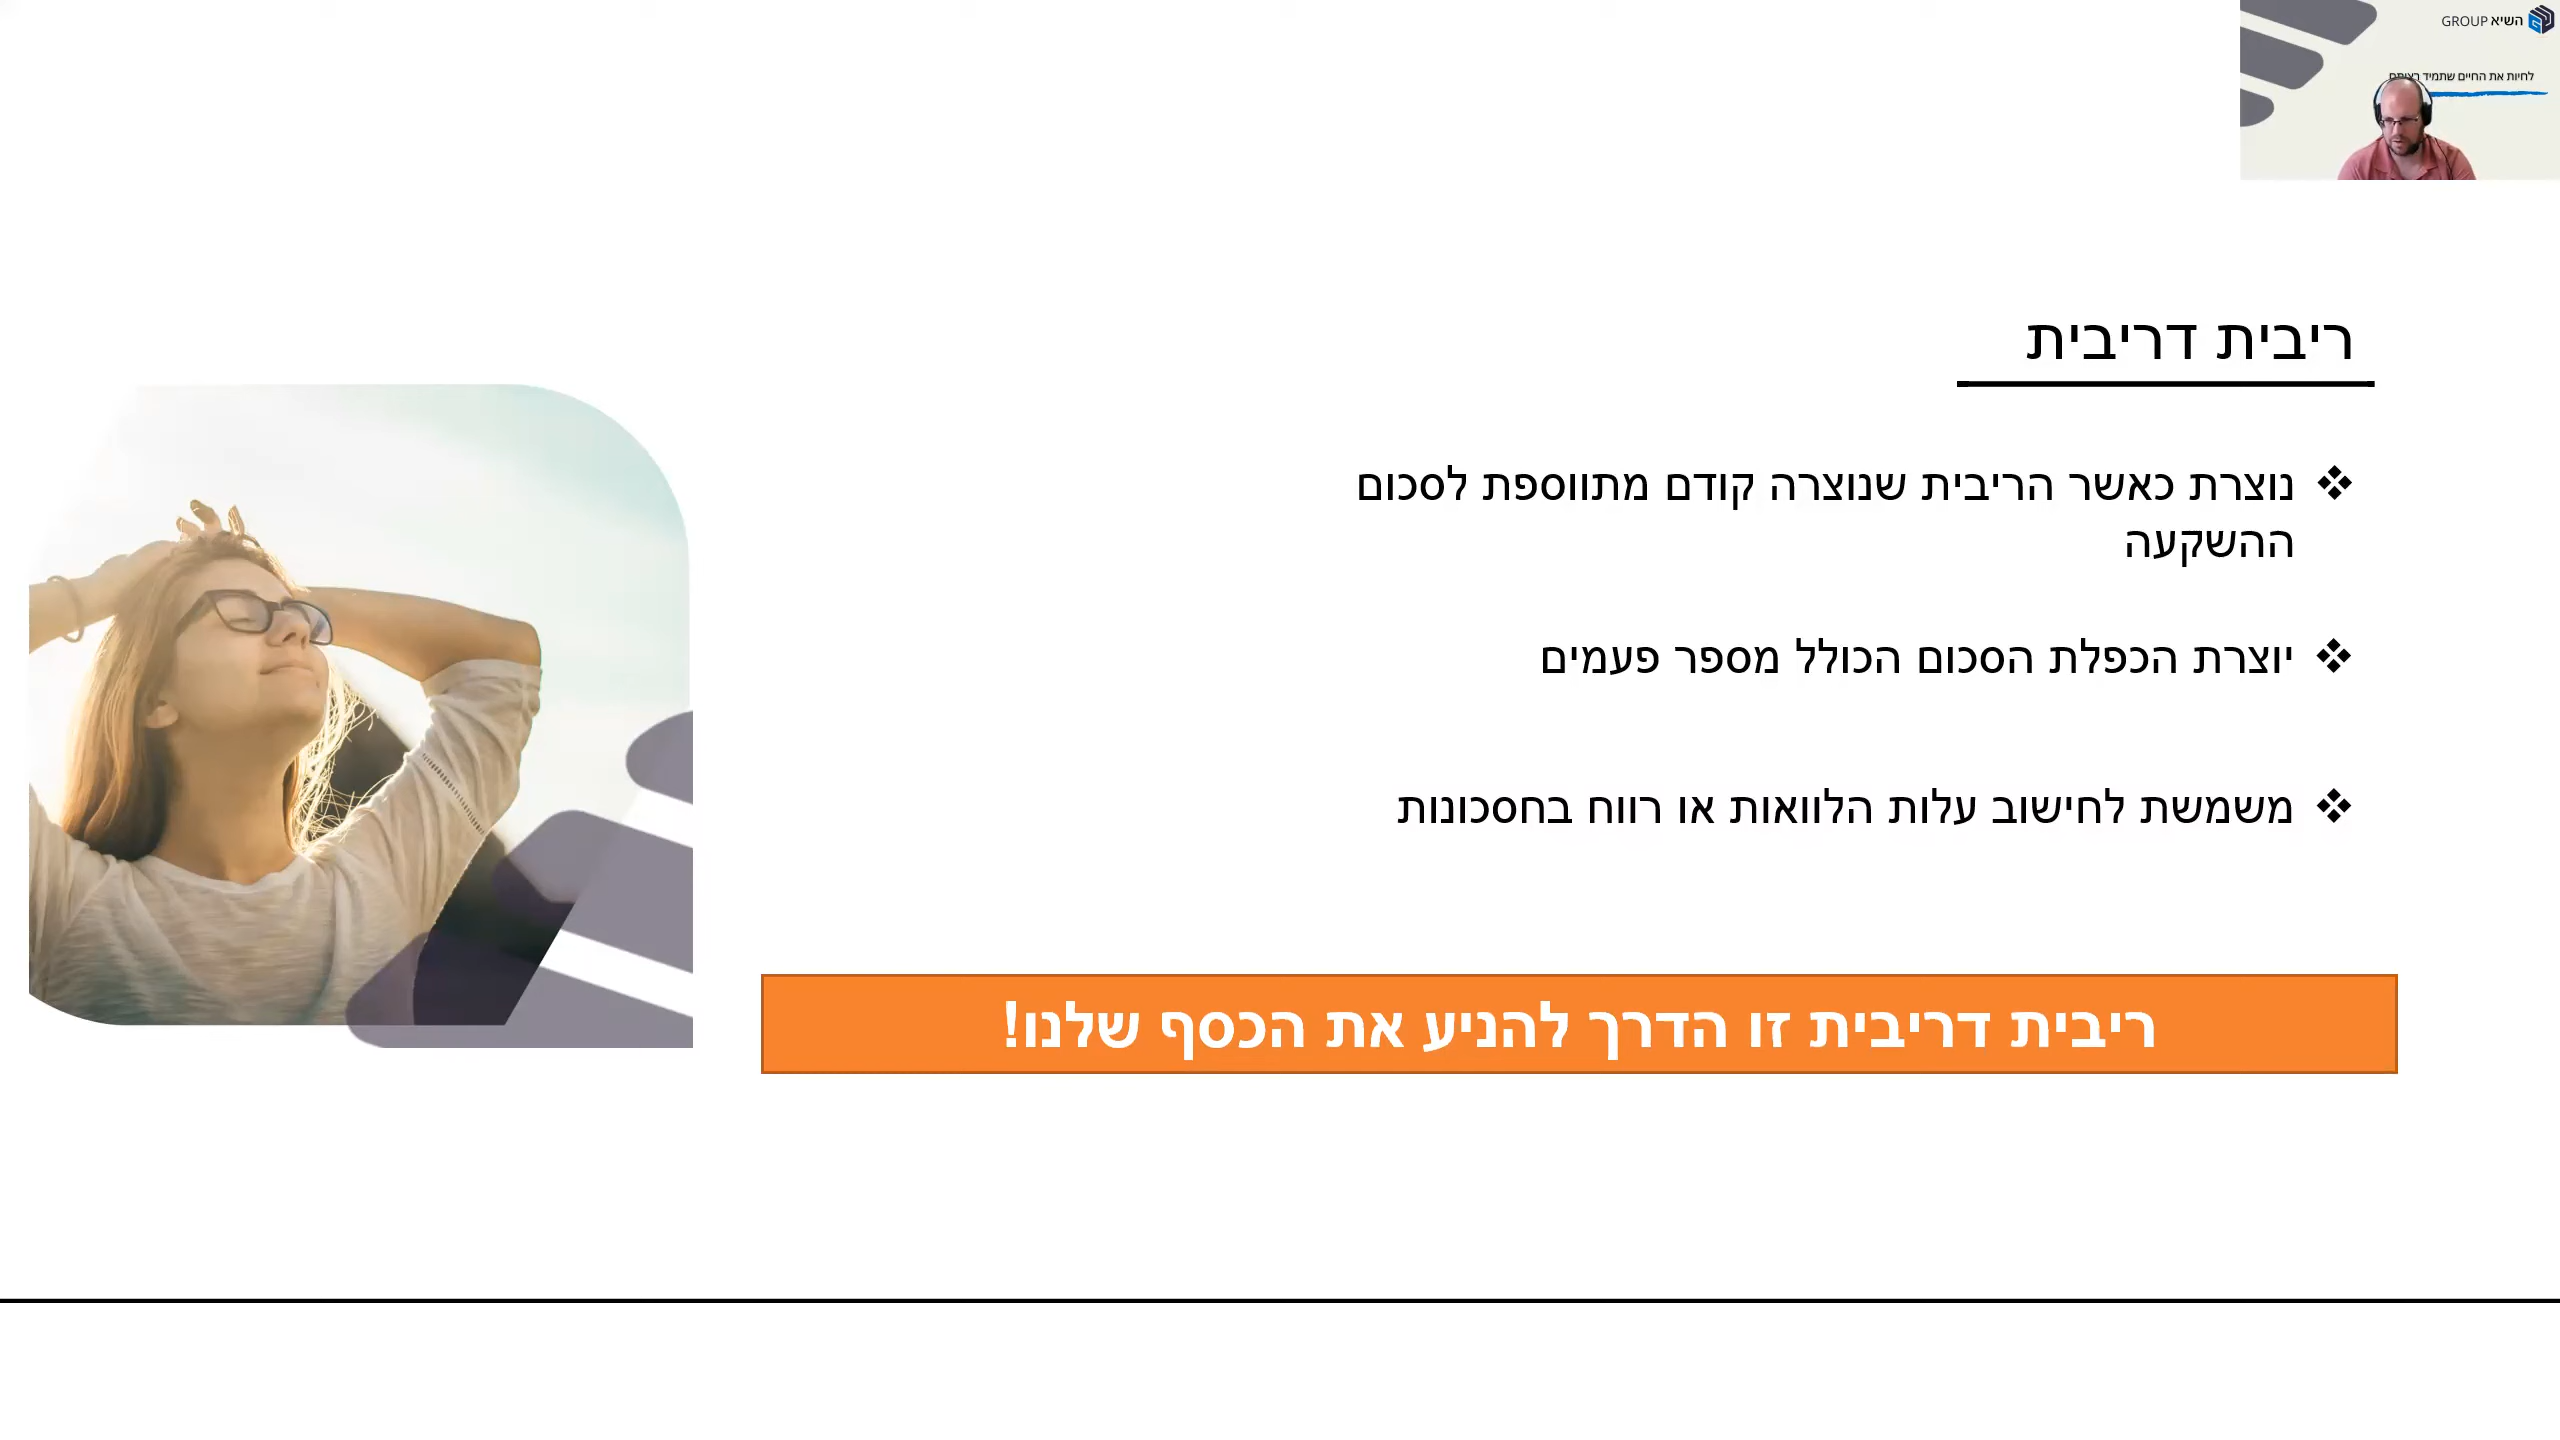 השיא GROUP
לחיות את החיים שתמיד רציתם
ריבית דריבית
❖ נוצרת כאשר הריבית שנוצרה קודם מתווספת לסכום
ההשקעה
❖ יוצרת הכפלת הסכום הכולל מספר פעמים
❖ משמשת לחישוב עלות הלוואות או רווח בחסכונות
ריבית דריבית זו הדרך להניע את הכסף שלנו!